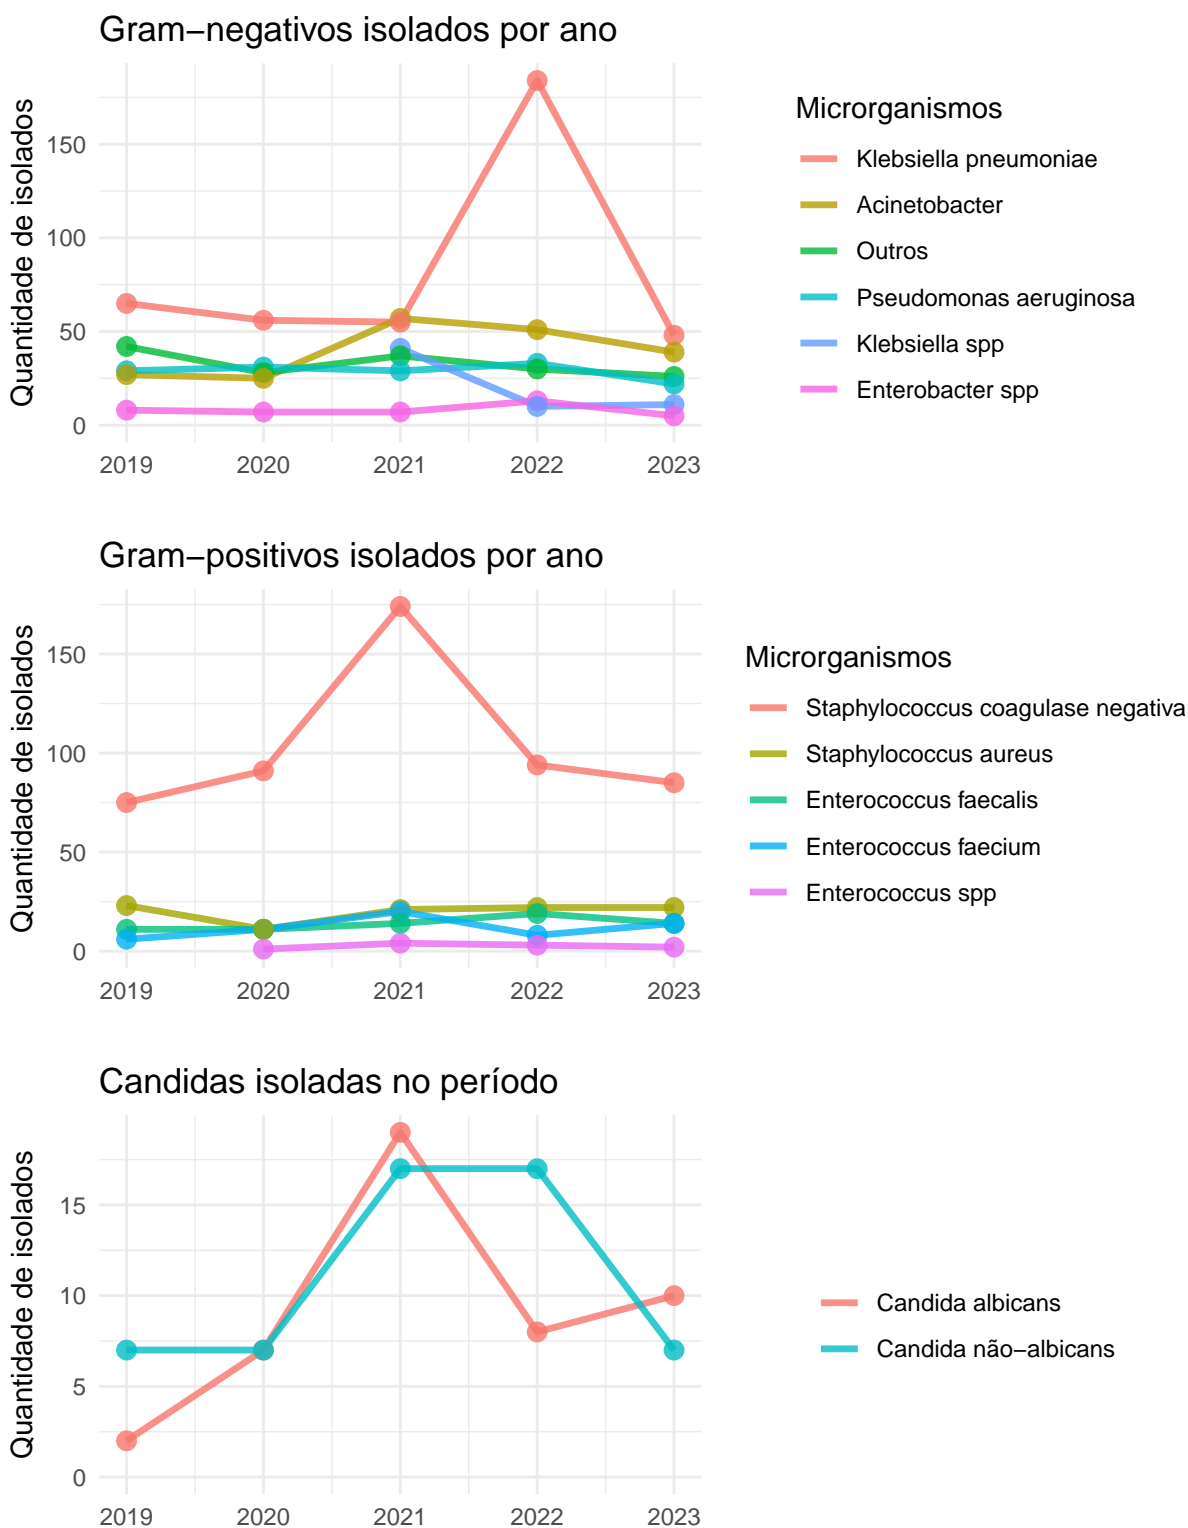 Gram−negativos isolados por ano
Quantidade de isolados
150
100
50
0
2019 2020 2021 2022 2023
Microrganismos
Klebsiella pneumoniae
Acinetobacter
Outros
Pseudomonas aeruginosa
Klebsiella spp
Enterobacter spp
Gram−positivos isolados por ano
Quantidade de isolados
150
100
50
0
2019 2020 2021 2022 2023
Microrganismos
Staphylococcus coagulase negativa
Staphylococcus aureus
Enterococcus faecalis
Enterococcus faecium
Enterococcus spp
Candidas isoladas no período
Quantidade de isolados
15
10
5
0
2019 2020 2021 2022 2023
Candida albicans
Candida não−albicans